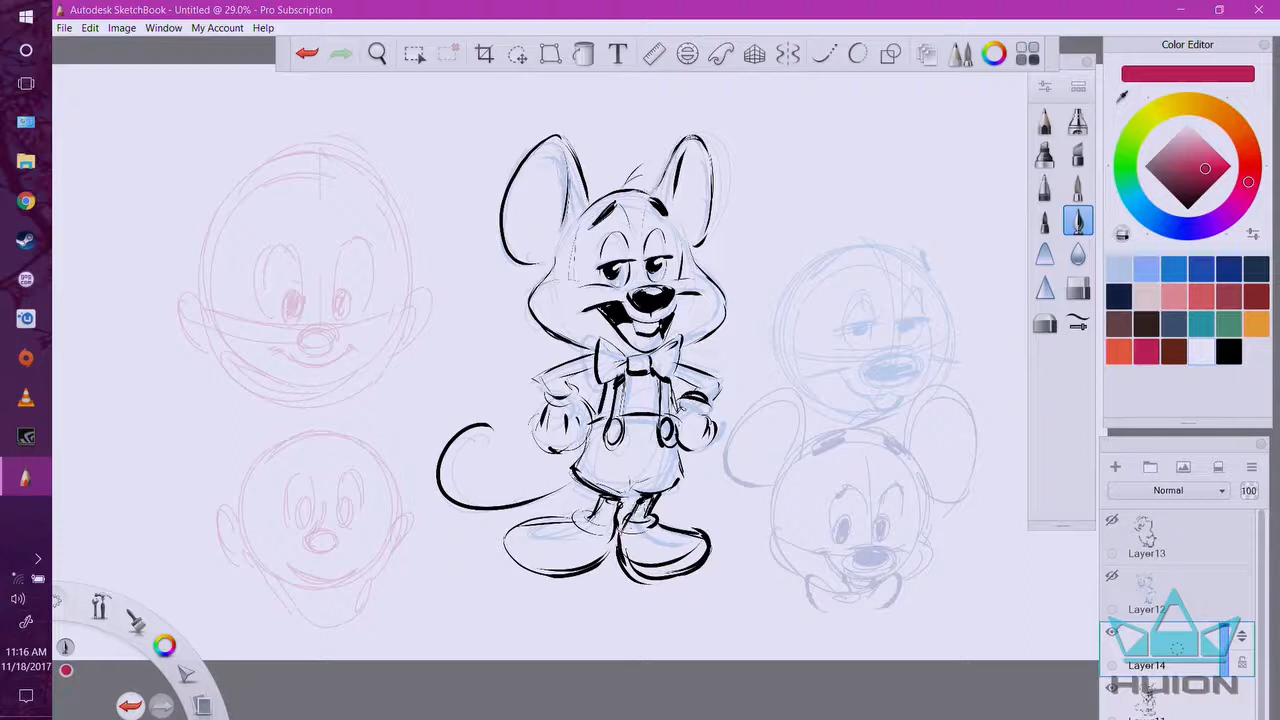 Autodesk SketchBook - Untitled @ 29.0% - Pro Subscription
File Edit Image Window My Account Help
Color Editor
T
Normal
100
Layer13
Layer12
Layer14
HUION
11:16 AM
11/18/2017